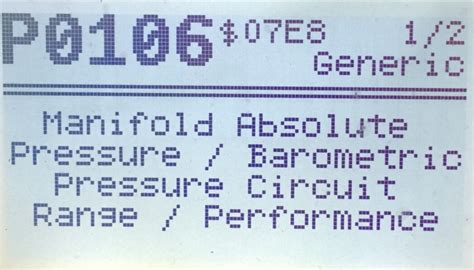 P0106 $07E8 1/2
Generic
Manifold Absolute
Pressure / Barometric
Pressure Circuit
Range / Performance